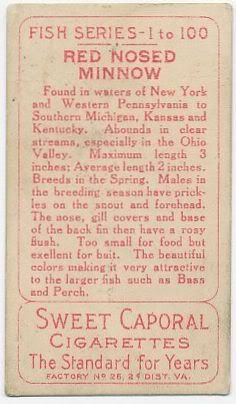 FISH SERIES-1 to 100
RED NOSED
MINNOW
Found in waters of New York
and Western Pennsylvania to
Southern Michigan, Kansas and
Kentucky. Abounds in clear
streams, especially in the Ohio
Valley. Maximum length 3
inches; Average length 2 inches.
Breeds in the Spring. Males in
the breeding season have prick-
les on the snout and forehead.
The nose, gill covers and base
of the back fin then have a rosy
flush. Too small for food but
exellent for bait. The beautiful
colors making it very attractive
to the larger fish such as Bass
and Perch.
SWEET CAPORAL
CIGARETTES
The Standard for Years
FACTORY No 25, 2d DIST. VA.